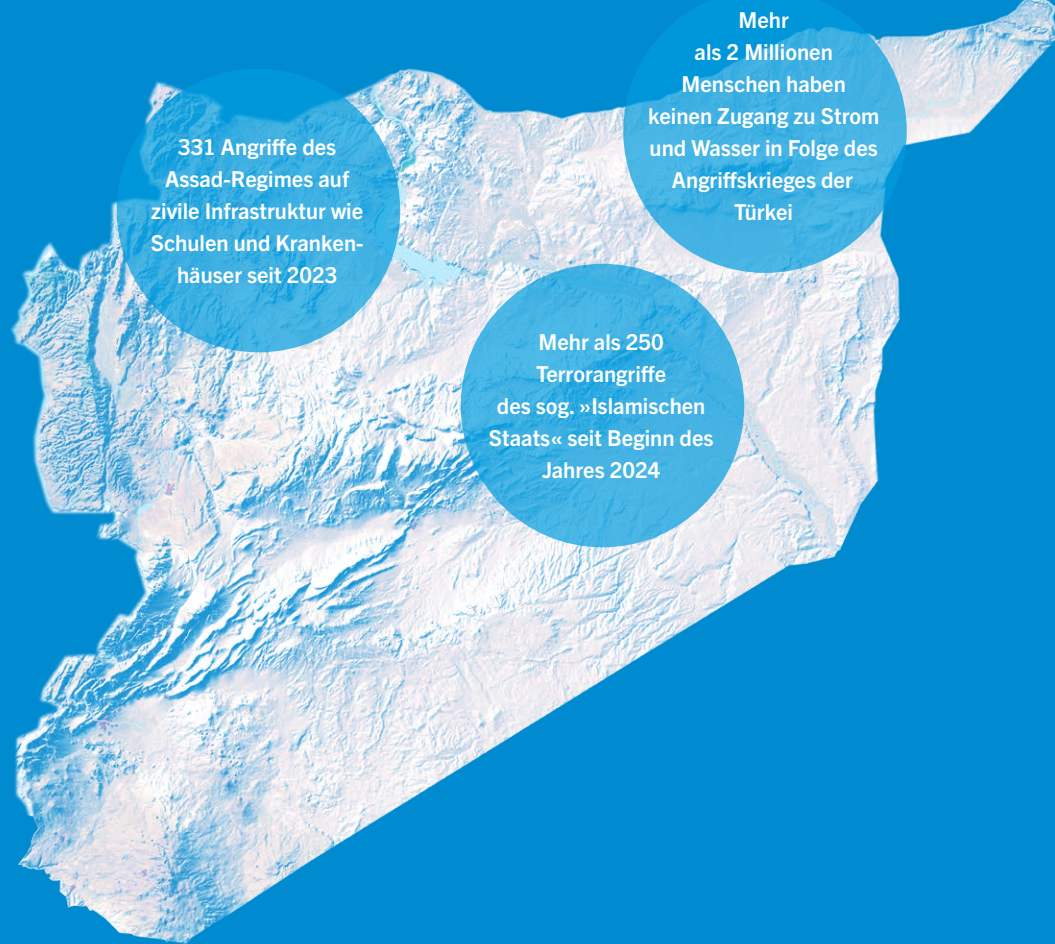 331 Angriffe des
Assad-Regimes auf
zivile Infrastruktur wie
Schulen und Kranken-
häuser seit 2023
Mehr
als 2 Millionen
Menschen haben
keinen Zugang zu Strom
und Wasser in Folge des
Angriffskrieges der
Türkei
Mehr als 250
Terrorangriffe
des sog. »Islamischen
Staats« seit Beginn des
Jahres 2024